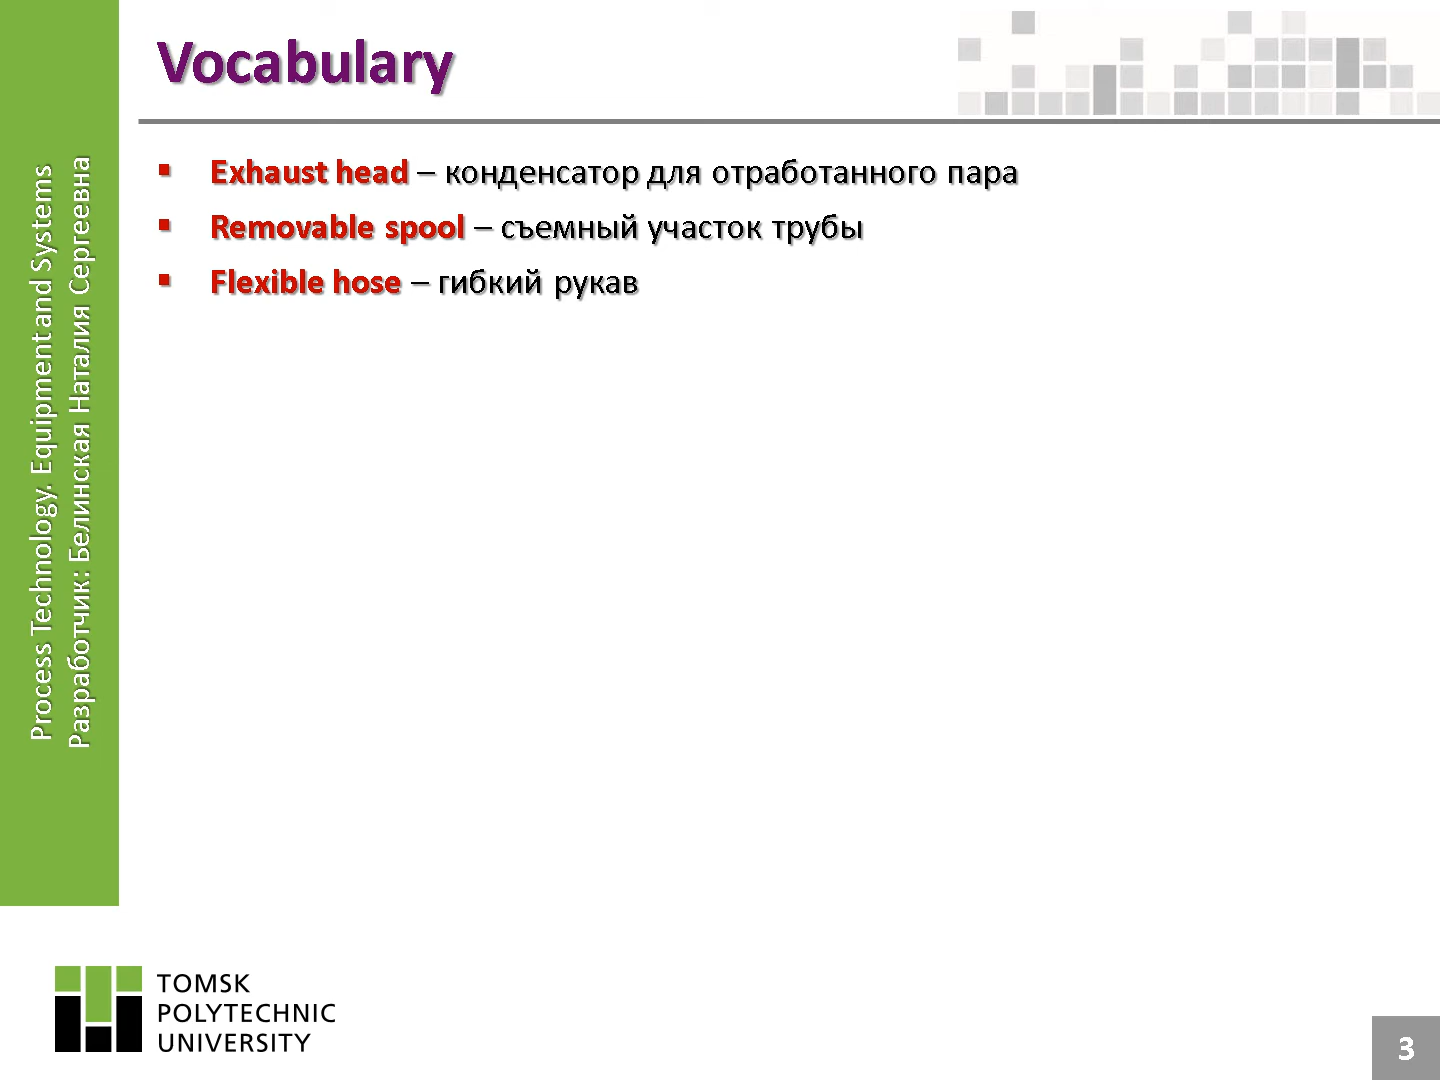 Vocabulary
▪ Exhaust head – конденсатор для отработанного пара
▪ Removable spool – съемный участок трубы
▪ Flexible hose – гибкий рукав
Process Technology. Equipment and Systems
Разработчик: Белинская Наталия Сергеевна
TOMSK
POLYTECHNIC
UNIVERSITY
3